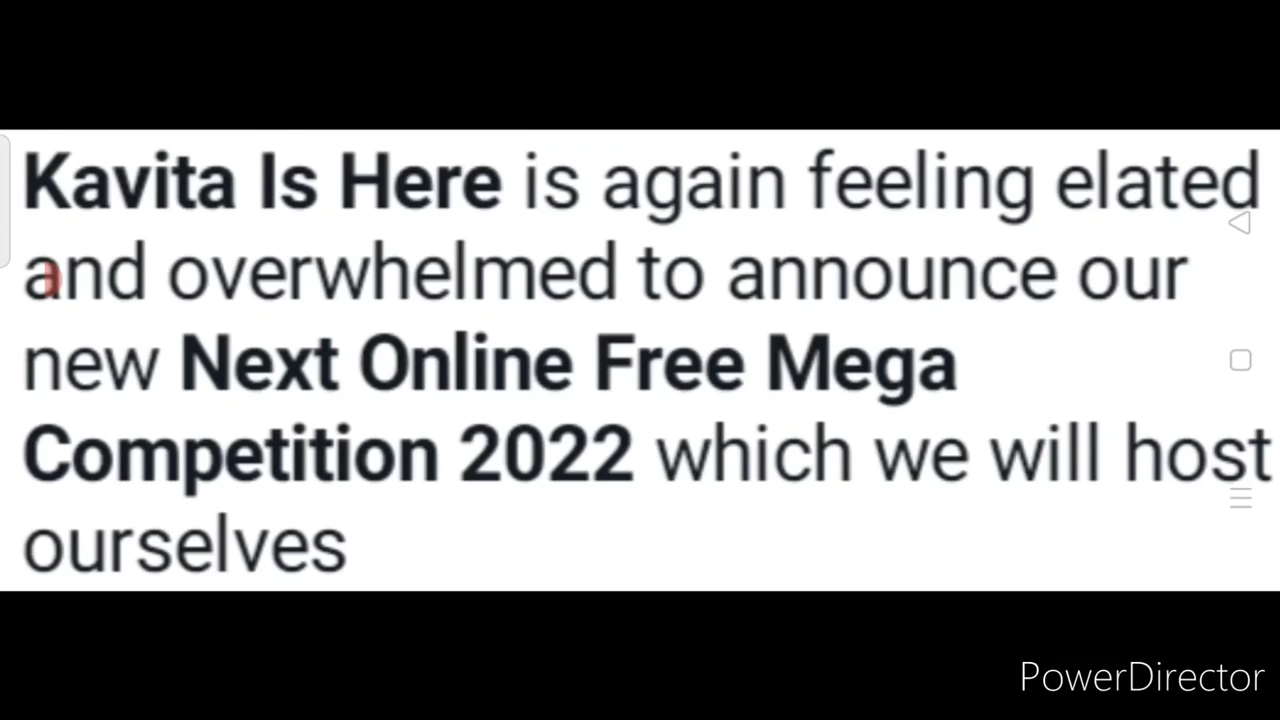 Kavita Is Here is again feeling elated
and overwhelmed to announce our
new Next Online Free Mega
Competition 2022 which we will host
ourselves
PowerDirector